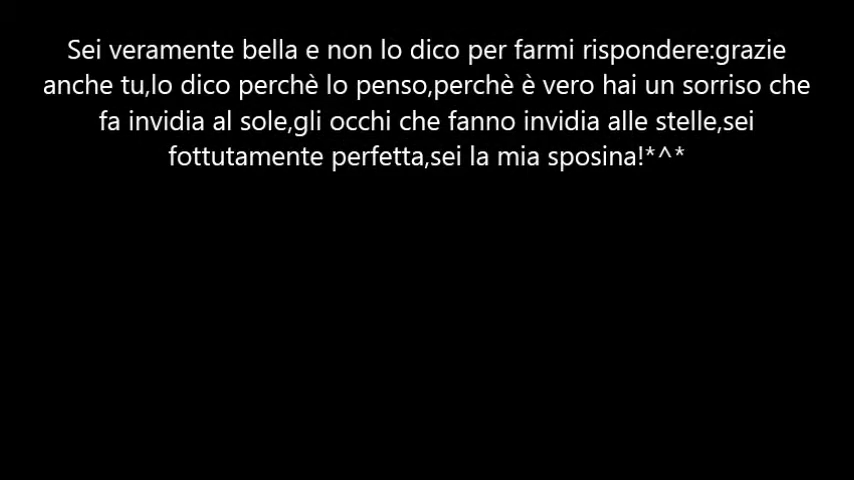 Sei veramente bella e non lo dico per farmi rispondere:grazie
anche tu,lo dico perchè lo penso,perchè è vero hai un sorriso che
fa invidia al sole,gli occhi che fanno invidia alle stelle,sei
fottutamente perfetta,sei la mia sposina!*^*